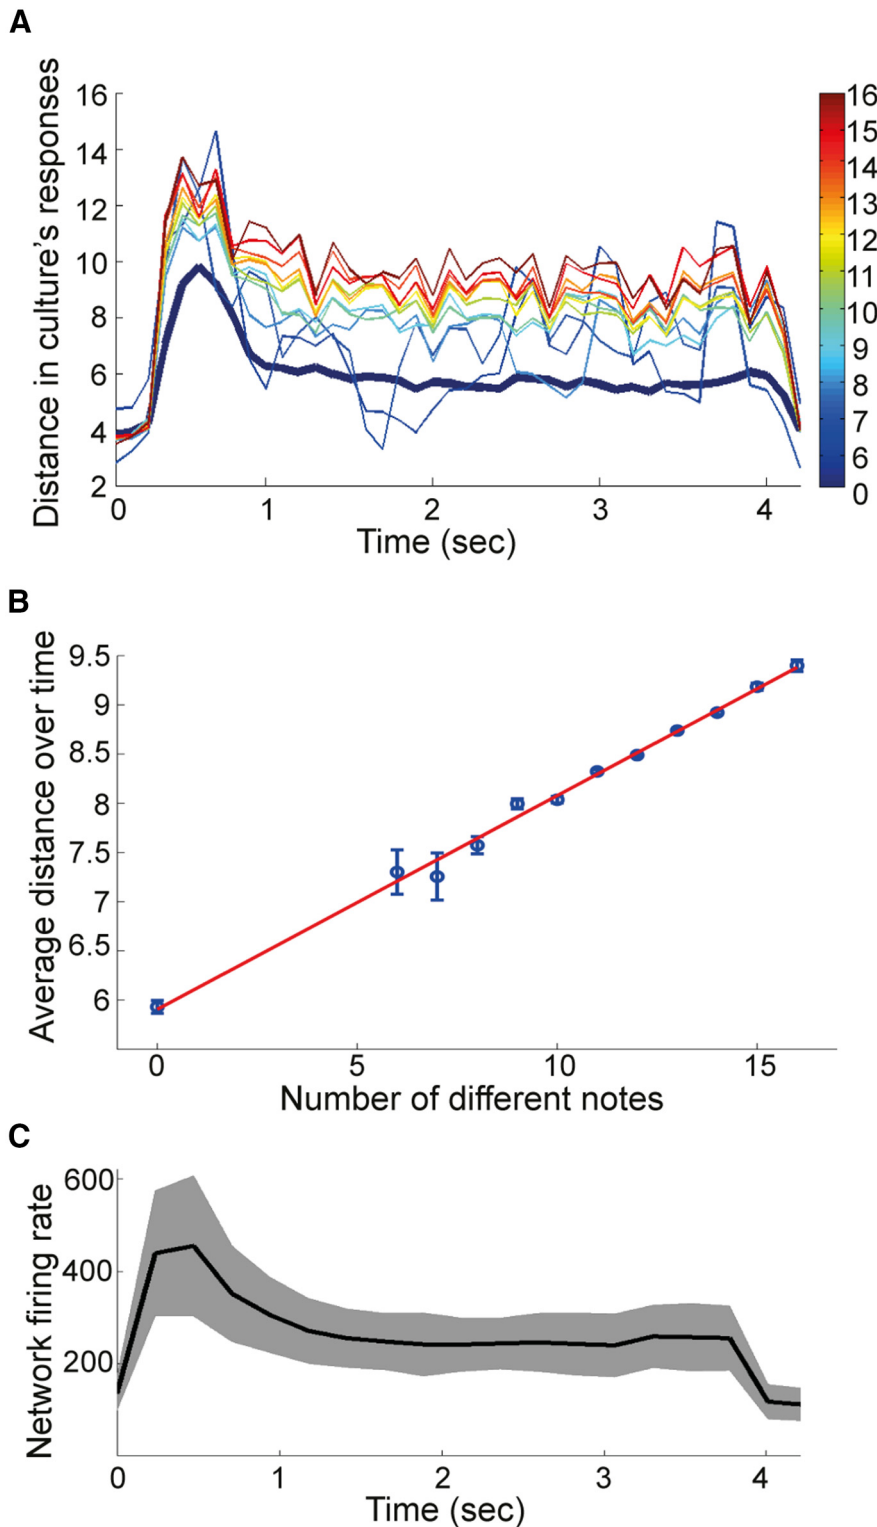 A
Distance in culture's responses
16
14
12
10
8
6
4
2
0 1 2 3 4
Time (sec)
16
15
14
13
12
11
10
9
8
7
6
0
B
Average distance over time
9.5
9
8.5
8
7.5
7
6.5
6
0 5 10 15
Number of different notes
C
Network firing rate
600
400
200
0 1 2 3 4
Time (sec)